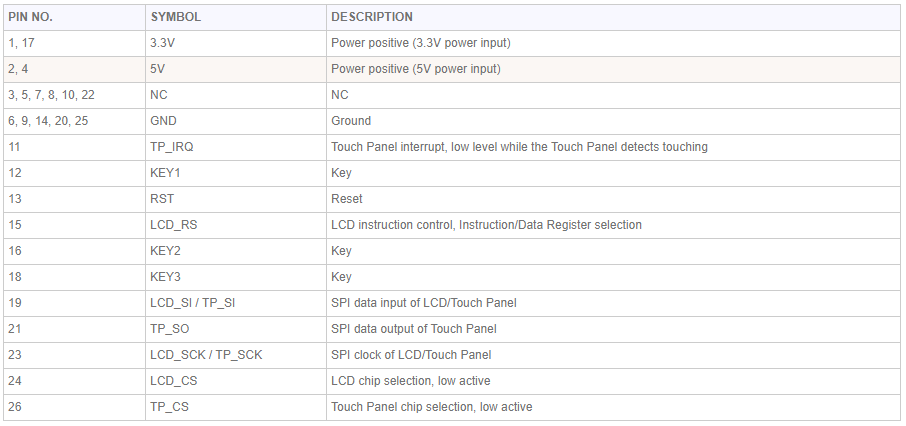 PIN NO. SYMBOL DESCRIPTION
1, 17 3.3V Power positive (3.3V power input)
2, 4 5V Power positive (5V power input)
3, 5, 7, 8, 10, 22 NC NC
6, 9, 14, 20, 25 GND Ground
11 TP_IRQ Touch Panel interrupt, low level while the Touch Panel detects touching
12 KEY1 Key
13 RST Reset
15 LCD_RS LCD instruction control, Instruction/Data Register selection
16 KEY2 Key
18 KEY3 Key
19 LCD_SI / TP_SI SPI data input of LCD/Touch Panel
21 TP_SO SPI data output of Touch Panel
23 LCD_SCK / TP_SCK SPI clock of LCD/Touch Panel
24 LCD_CS LCD chip selection, low active
26 TP_CS Touch Panel chip selection, low active